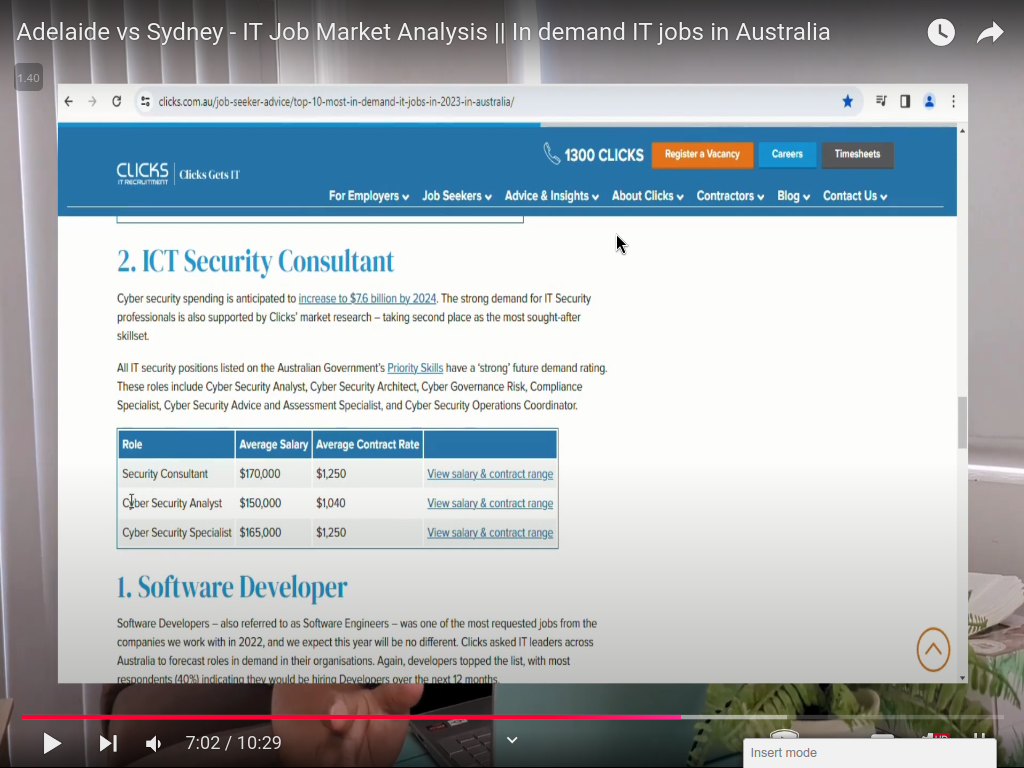 Adelaide vs Sydney - IT Job Market Analysis || In demand IT jobs in Australia
1.40
clicks.com.au/job-seeker-advice/top-10-most-in-demand-it-jobs-in-2023-in-australia/
1300 CLICKS Register a Vacancy Careers Timesheets
CLICKS
IT RECRUITMENT
Clicks Gets IT
For Employers Job Seekers Advice & Insights About Clicks Contractors Blog Contact Us
2. ICT Security Consultant
Cyber security spending is anticipated to increase to $7.6 billion by 2024. The strong demand for IT Security
professionals is also supported by Clicks' market research – taking second place as the most sought-after
skillset.
All IT security positions listed on the Australian Government's Priority Skills have a 'strong' future demand rating.
These roles include Cyber Security Analyst, Cyber Security Architect, Cyber Governance Risk, Compliance
Specialist, Cyber Security Advice and Assessment Specialist, and Cyber Security Operations Coordinator.
Role Average Salary Average Contract Rate
Security Consultant $170,000 $1,250 View salary & contract range
Cyber Security Analyst $150,000 $1,040 View salary & contract range
Cyber Security Specialist $165,000 $1,250 View salary & contract range
1. Software Developer
Software Developers – also referred to as Software Engineers – was one of the most requested jobs from the
companies we work with in 2022, and we expect this year will be no different. Clicks asked IT leaders across
Australia to forecast roles in demand in their organisations. Again, developers topped the list, with most
respondents (40%) indicating they would be hiring Developers over the next 12 months.
7:02 / 10:29
Insert mode